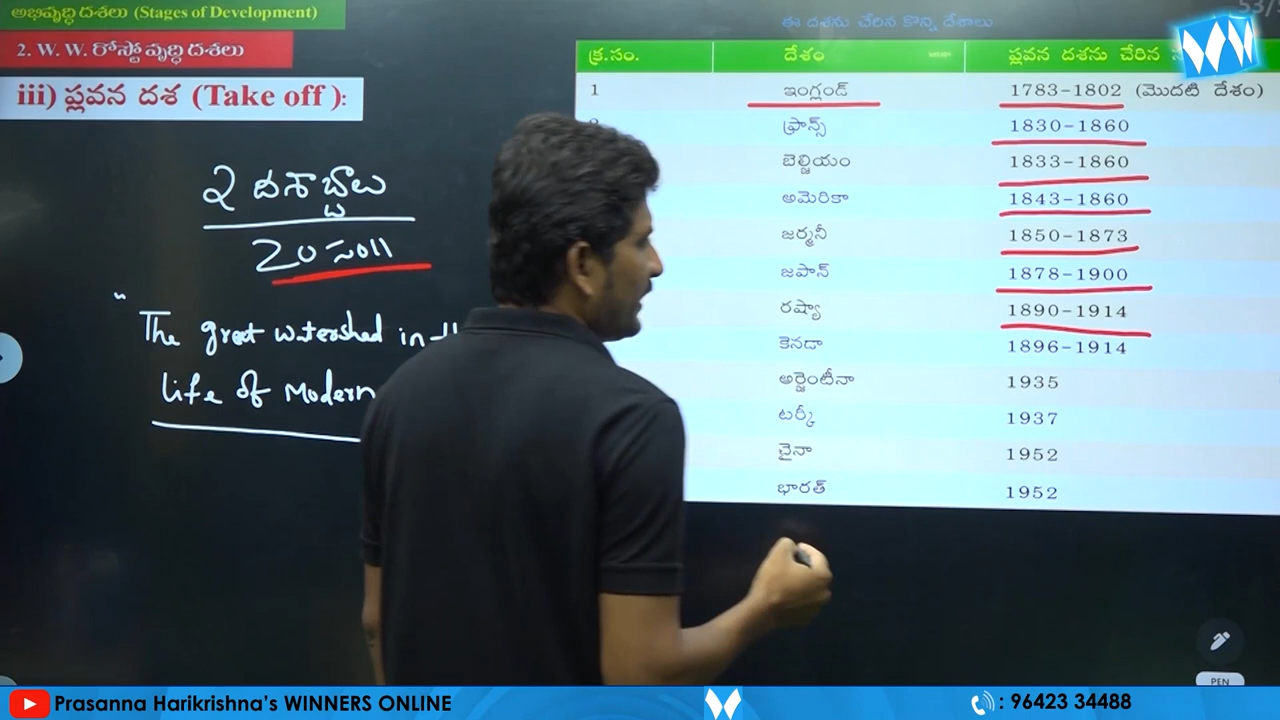 అభివృద్ధి దశలు (Stages of Development)
2. W. W. రోస్టో వృద్ధి దశలు
iii) ప్లవన దశ (Take off ):
2 దశాబ్దాలు
20 సం||
" The great watershed in
life of Modern
ఈ దశను చేరిన కొన్ని దేశాలు
క్ర.సం. దేశం ప్లవన దశను చేరిన
1 ఇంగ్లండ్ 1783-1802 (మొదటి దేశం)
ఫ్రాన్స్ 1830-1860
బెల్జియం 1833-1860
అమెరికా 1843-1860
జర్మనీ 1850-1873
జపాన్ 1878-1900
రష్యా 1890-1914
కెనడా 1896-1914
అర్జెంటీనా 1935
టర్కీ 1937
చైనా 1952
భారత్ 1952
PEN
Prasanna Harikrishna's WINNERS ONLINE
: 96423 34488